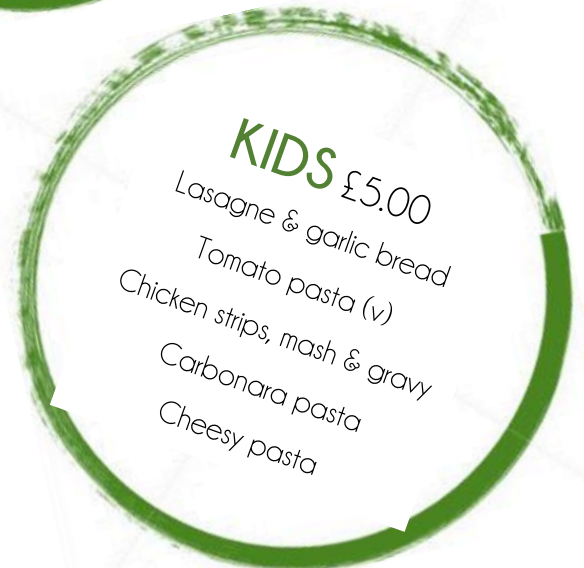 KIDS £5.00
Lasagne & garlic bread
Tomato pasta (v)
Chicken strips, mash & gravy
Carbonara pasta
Cheesy pasta